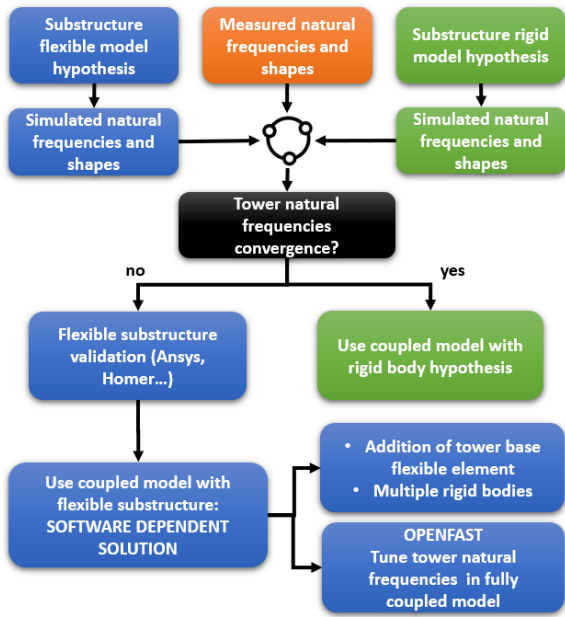 Substructure
flexible model
hypothesis
Measured natural
frequencies and
shapes
Substructure rigid
model hypothesis
Simulated natural
frequencies and
shapes
Simulated natural
frequencies and
shapes
Tower natural
frequencies
convergence?
no
yes
Flexible substructure
validation (Ansys,
Homer...)
Use coupled model with
rigid body hypothesis
Use coupled model with
flexible substructure:
SOFTWARE DEPENDENT
SOLUTION
• Addition of tower base
flexible element
• Multiple rigid bodies
OPENFAST
Tune tower natural
frequencies in fully
coupled model